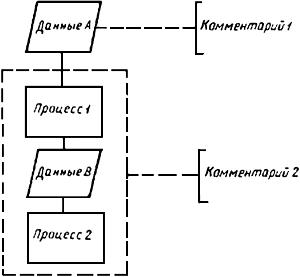 Данные А
Комментарий 1
Процесс 1
Данные В
Комментарий 2
Процесс 2